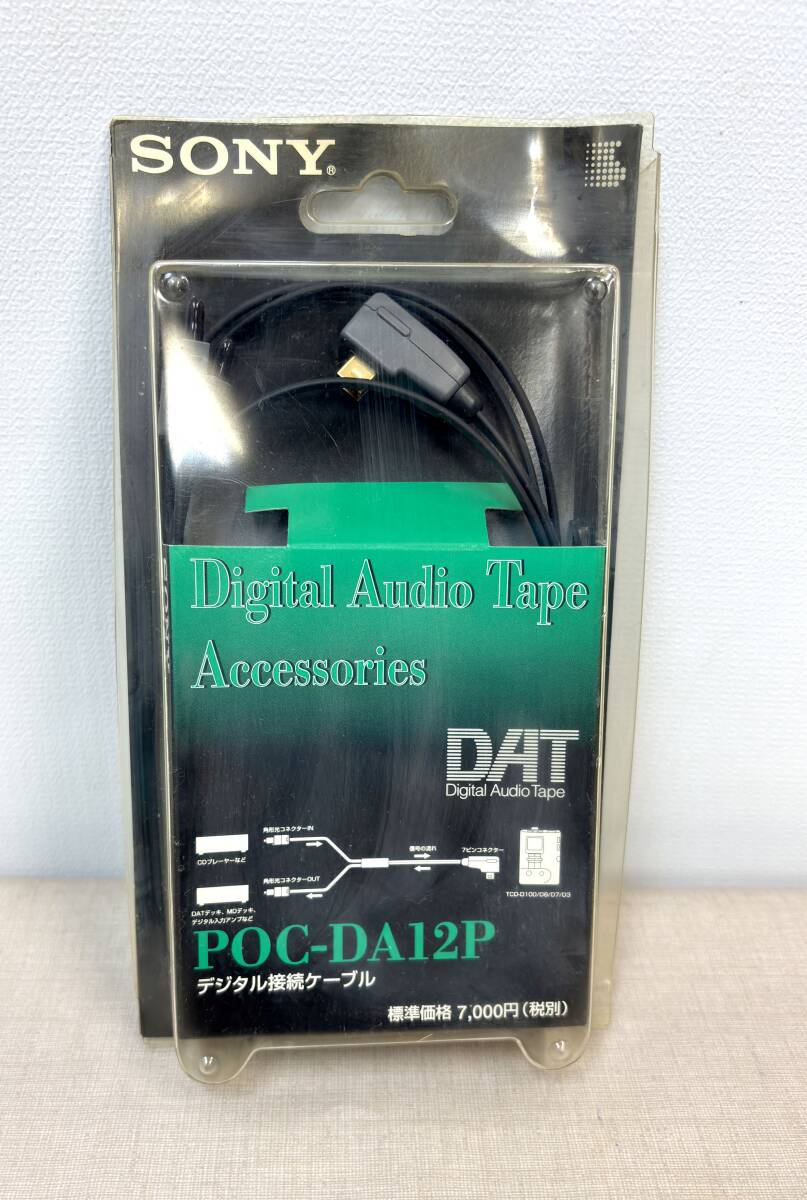 SONY®
Digital Audio Tape
Accessories
DAT
Digital Audio Tape
角形光コネクターIN
CDプレーヤーなど
信号の流れ
7ピンコネクター
角形光コネクターOUT
TCD-D100/D8/D7/D3
DATデッキ、MDデッキ、
デジタル入力アンプなど
POC-DA12P
デジタル接続ケーブル
標準価格 7,000円(税別)